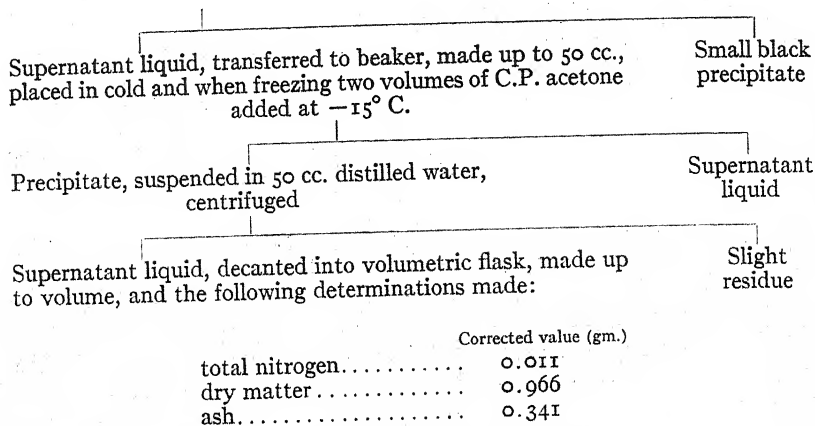 Supernatant liquid, transferred to beaker, made up to 50 cc.,
placed in cold and when freezing two volumes of C.P. acetone
added at −15° C.
Small black
precipitate
Precipitate, suspended in 50 cc. distilled water,
centrifuged
Supernatant
liquid
Supernatant liquid, decanted into volumetric flask, made up
to volume, and the following determinations made:
Slight
residue
Corrected value (gm.)
total nitrogen........... 0.011
dry matter............. 0.966
ash..................... 0.341